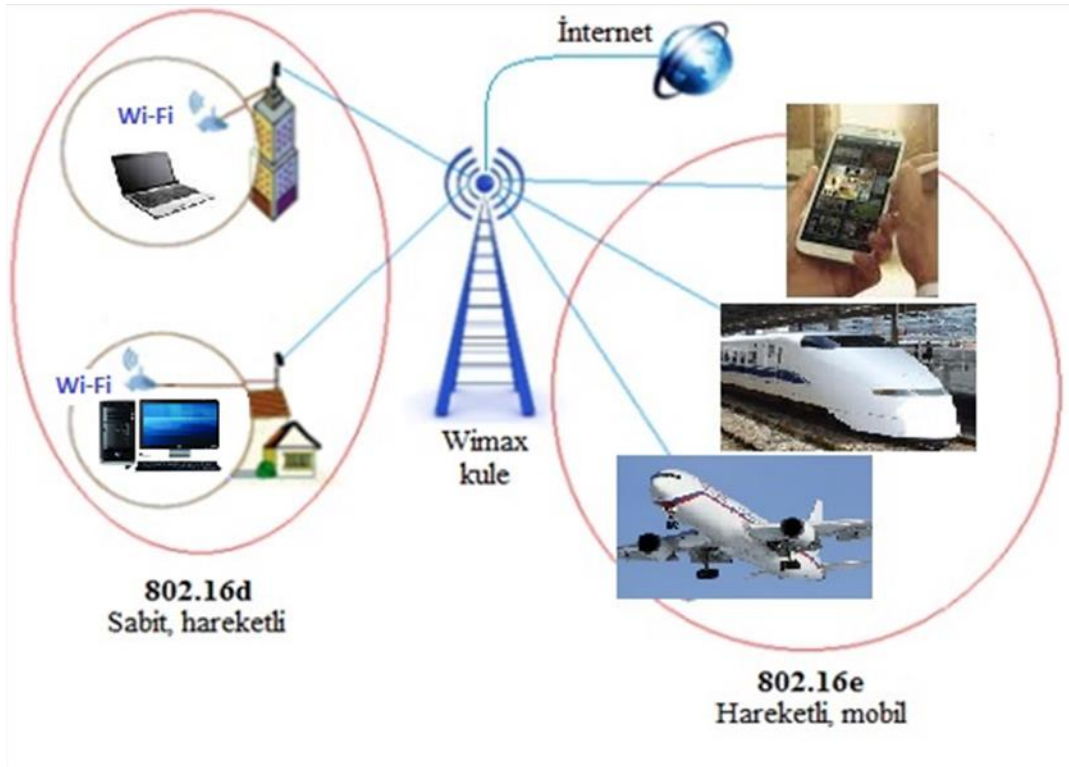 İnternet
Wi-Fi
Wi-Fi
Wimax
kule
802.16d
Sabit, hareketli
802.16e
Hareketli, mobil